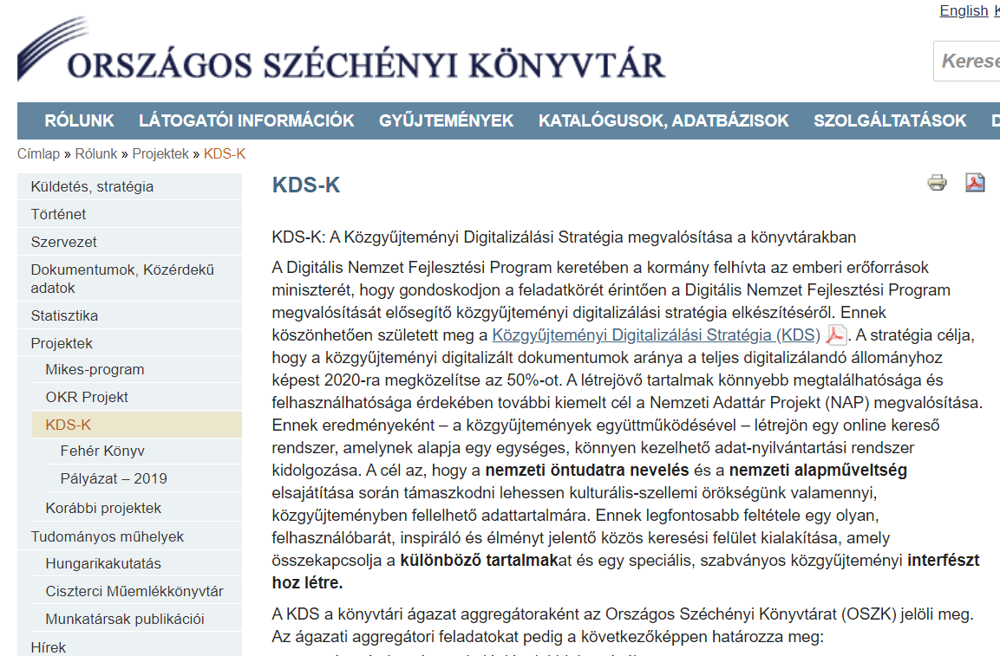 English
ORSZÁGOS SZÉCHÉNYI KÖNYVTÁR
RÓLUNK LÁTOGATÓI INFORMÁCIÓK GYŰJTEMÉNYEK KATALÓGUSOK, ADATBÁZISOK SZOLGÁLTATÁSOK
Címlap » Rólunk » Projektek » KDS-K
Küldetés, stratégia
Történet
Szervezet
Dokumentumok, Közérdekű
adatok
Statisztika
Projektek
Mikes-program
OKR Projekt
KDS-K
Fehér Könyv
Pályázat – 2019
Korábbi projektek
Tudományos műhelyek
Hungarikakutatás
Ciszterci Műemlékkönyvtár
Munkatársak publikációi
Hírek
KDS-K
KDS-K: A Közgyűjteményi Digitalizálási Stratégia megvalósítása a könyvtárakban
A Digitális Nemzet Fejlesztési Program keretében a kormány felhívta az emberi erőforrások
miniszterét, hogy gondoskodjon a feladatkörét érintően a Digitális Nemzet Fejlesztési Program
megvalósítását elősegítő közgyűjteményi digitalizálási stratégia elkészítéséről. Ennek
köszönhetően született meg a Közgyűjteményi Digitalizálási Stratégia (KDS). A stratégia célja,
hogy a közgyűjteményi digitalizált dokumentumok aránya a teljes digitalizálandó állományhoz
képest 2020-ra megközelítse az 50%-ot. A létrejövő tartalmak könnyebb megtalálhatósága és
felhasználhatósága érdekében további kiemelt cél a Nemzeti Adattár Projekt (NAP) megvalósítása.
Ennek eredményeként – a közgyűjtemények együttműködésével – létrejön egy online kereső
rendszer, amelynek alapja egy egységes, könnyen kezelhető adat-nyilvántartási rendszer
kidolgozása. A cél az, hogy a nemzeti öntudatra nevelés és a nemzeti alapműveltség
elsajátítása során támaszkodni lehessen kulturális-szellemi örökségünk valamennyi,
közgyűjteményben fellelhető adattartalmára. Ennek legfontosabb feltétele egy olyan,
felhasználóbarát, inspiráló és élményt jelentő közös keresési felület kialakítása, amely
összekapcsolja a különböző tartalmakat és egy speciális, szabványos közgyűjteményi interfészt
hoz létre.
A KDS a könyvtári ágazat aggregátoraként az Országos Széchényi Könyvtárat (OSZK) jelöli meg.
Az ágazati aggregátori feladatokat pedig a következőképpen határozza meg: